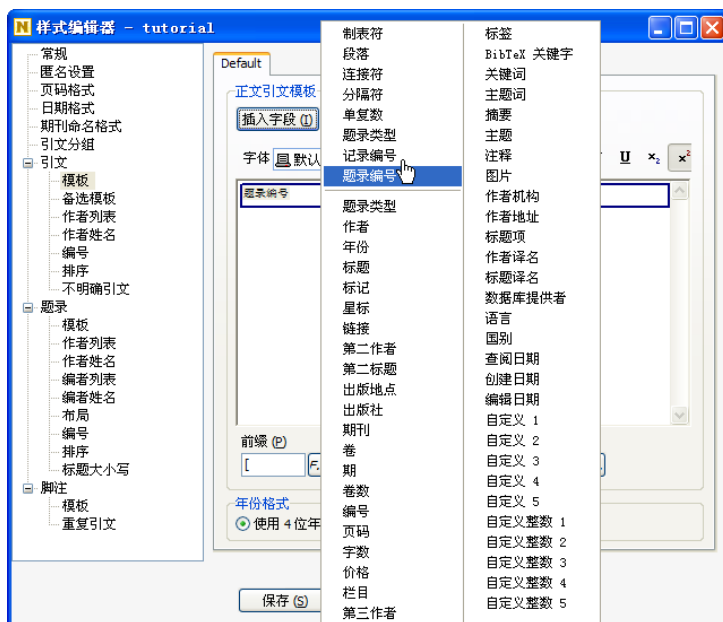 样式编辑器 - tutorial
常规
匿名设置
页码格式
日期格式
期刊命名格式
引文分组
引文
模板
备选模板
作者列表
作者姓名
编号
排序
不明确引文
题录
模板
作者列表
作者姓名
编者列表
编者姓名
布局
编号
排序
标题大小写
脚注
模板
重复引文
Default
正文引文模板
插入字段 (I)
字体 默认
U x₂ x²
题录编号
前缀 (P)
[
F.
年份格式
使用 4 位年
保存 (S)
制表符
段落
连接符
分隔符
单复数
题录类型
记录编号
题录编号
题录类型
作者
年份
标题
标记
星标
链接
第二作者
第二标题
出版地点
出版社
期刊
卷
期
卷数
编号
页码
字数
价格
栏目
第三作者
标签
BibTeX 关键字
关键词
主题词
摘要
主题
注释
图片
作者机构
作者地址
标题项
作者译名
标题译名
数据库提供者
语言
国别
查阅日期
创建日期
编辑日期
自定义 1
自定义 2
自定义 3
自定义 4
自定义 5
自定义整数 1
自定义整数 2
自定义整数 3
自定义整数 4
自定义整数 5